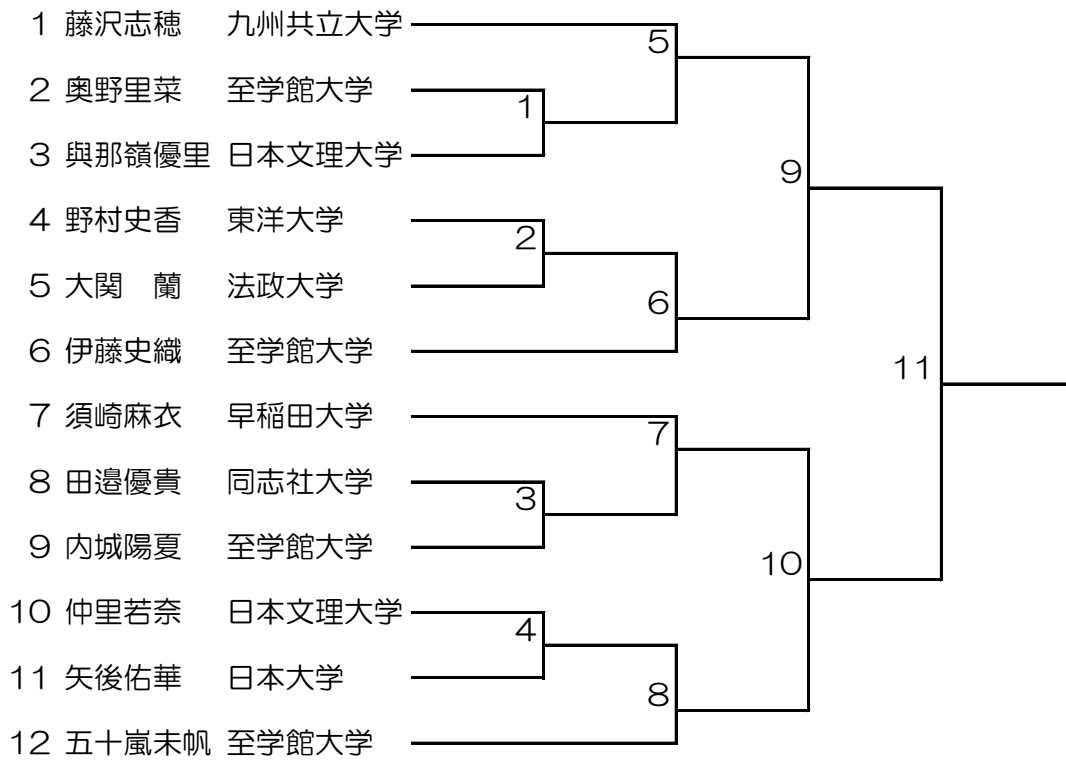 1 藤沢志穂 九州共立大学
5
2 奥野里菜 至学館大学
1
3 與那嶺優里 日本文理大学
9
4 野村史香 東洋大学
2
5 大関 蘭 法政大学
6
6 伊藤史織 至学館大学
11
7 須崎麻衣 早稲田大学
7
8 田邉優貴 同志社大学
3
9 内城陽夏 至学館大学
10
10 仲里若奈 日本文理大学
4
11 矢後佑華 日本大学
8
12 五十嵐未帆 至学館大学